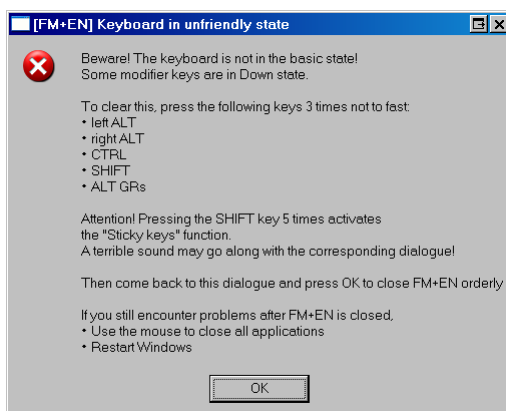 [FM+EN] Keyboard in unfriendly state
Beware! The keyboard is not in the basic state!
Some modifier keys are in Down state.
To clear this, press the following keys 3 times not to fast:
• left ALT
• right ALT
• CTRL
• SHIFT
• ALT GRs
Attention! Pressing the SHIFT key 5 times activates
the "Sticky keys" function.
A terrible sound may go along with the corresponding dialogue!
Then come back to this dialogue and press OK to close FM+EN orderly
If you still encounter problems after FM+EN is closed,
• Use the mouse to close all applications
• Restart Windows
OK